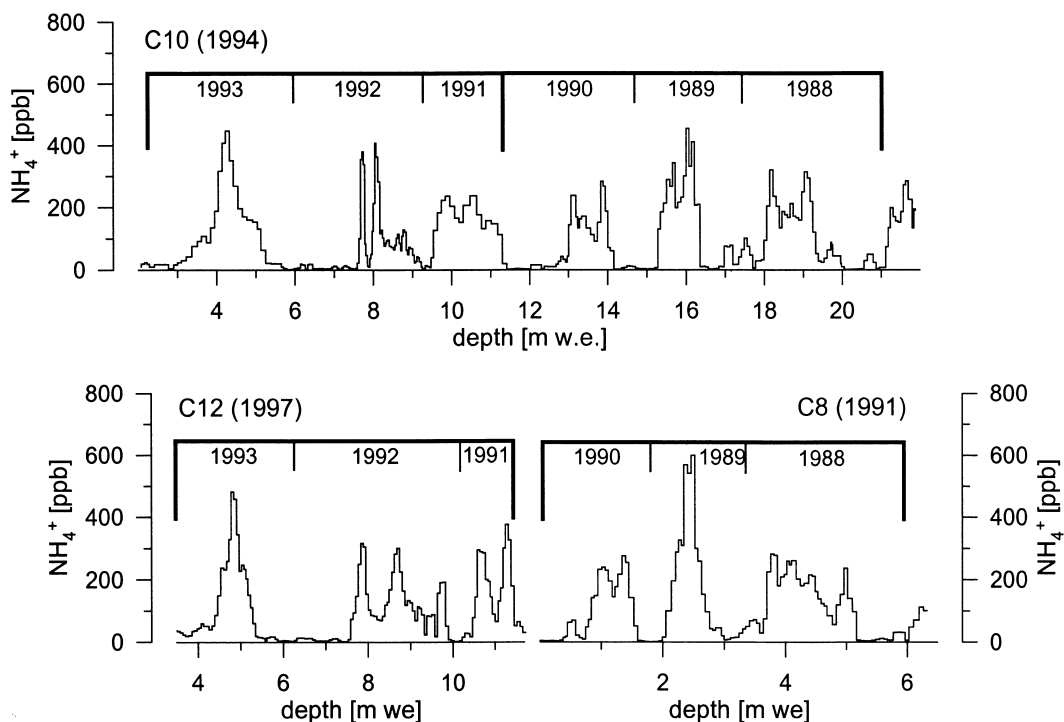 C10 (1994)
NH₄⁺ [ppb]
800
600
400
200
0
1993 1992 1991 1990 1989 1988
4 6 8 10 12 14 16 18 20
depth [m w.e.]
C12 (1997)
NH₄⁺ [ppb]
800
600
400
200
0
1993 1992 1991
4 6 8 10
depth [m we]
C8 (1991)
1990 1989 1988
2 4 6
depth [m we]
800
600
400
200
0
NH₄⁺ [ppb]